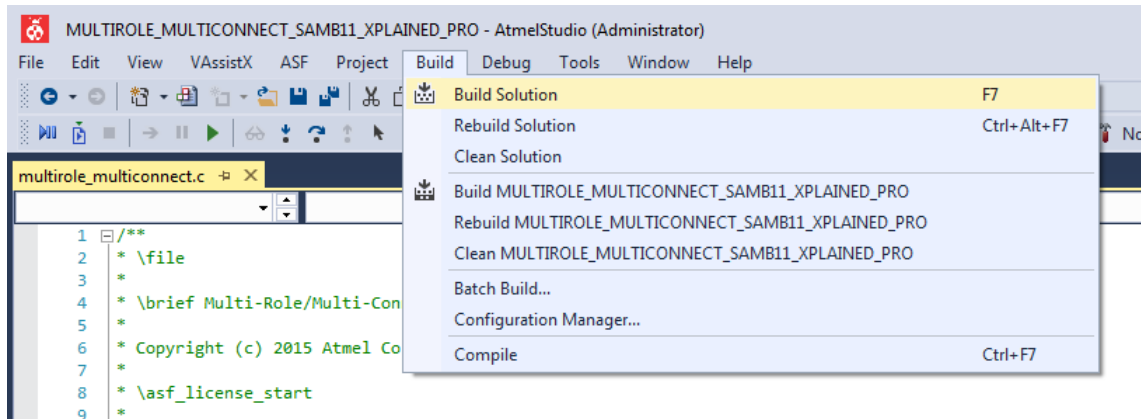 MULTIROLE_MULTICONNECT_SAMB11_XPLAINED_PRO - AtmelStudio (Administrator)
File Edit View VAssistX ASF Project Build Debug Tools Window Help
Build Solution F7
Rebuild Solution Ctrl+Alt+F7
Clean Solution
Build MULTIROLE_MULTICONNECT_SAMB11_XPLAINED_PRO
Rebuild MULTIROLE_MULTICONNECT_SAMB11_XPLAINED_PRO
Clean MULTIROLE_MULTICONNECT_SAMB11_XPLAINED_PRO
Batch Build...
Configuration Manager...
Compile Ctrl+F7
No
multirole_multiconnect.c
1 /**
2 * \file
3 *
4 * \brief Multi-Role/Multi-Con
5 *
6 * Copyright (c) 2015 Atmel Co
7 *
8 * \asf_license_start
9 *